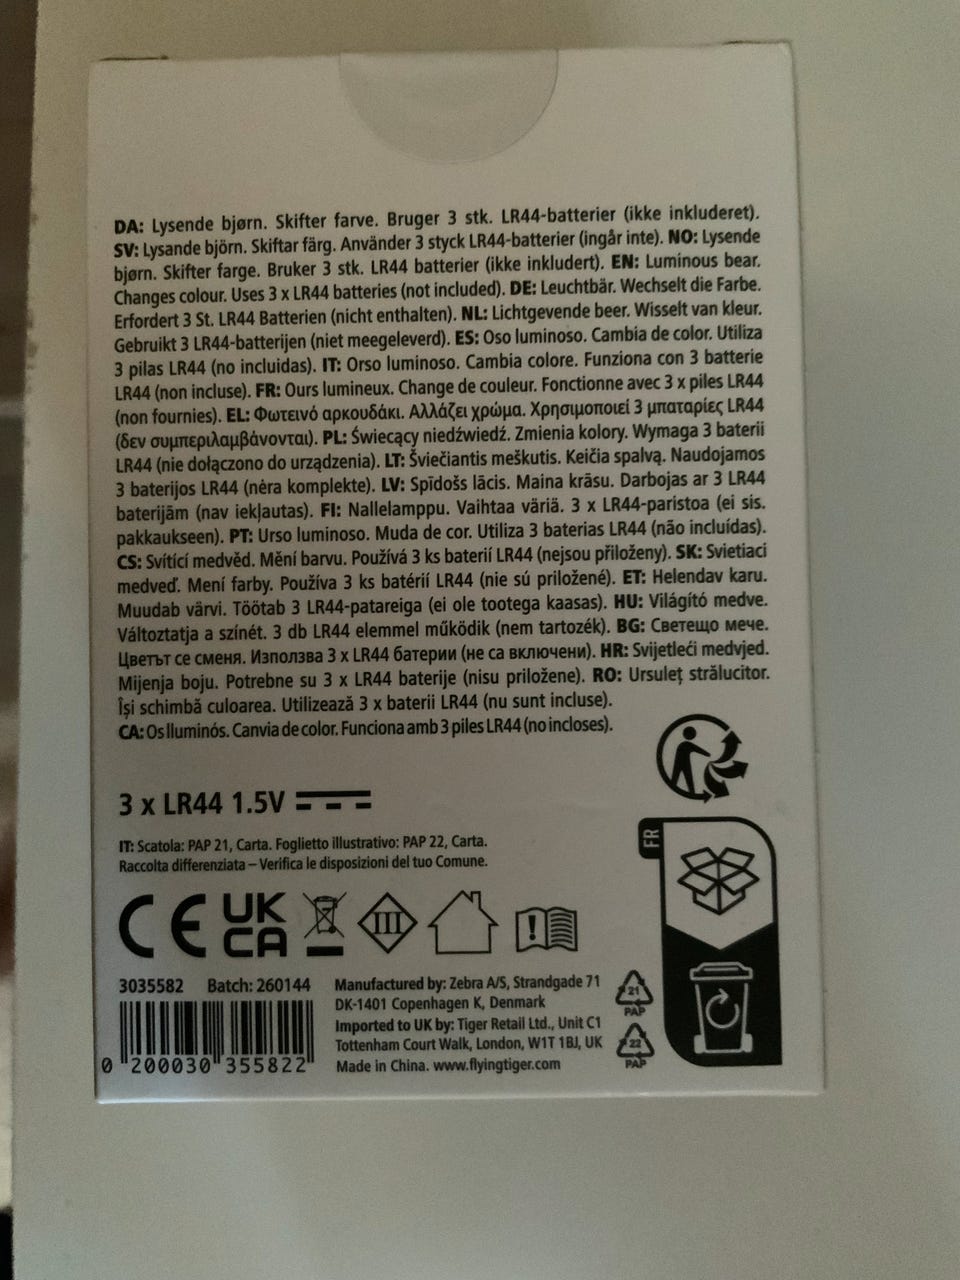 DA: Lysende bjørn. Skifter farve. Bruger 3 stk. LR44-batterier (ikke inkluderet).
SV: Lysande björn. Skiftar färg. Använder 3 styck LR44-batterier (ingår inte). NO: Lysende
bjørn. Skifter farge. Bruker 3 stk. LR44 batterier (ikke inkludert). EN: Luminous bear.
Changes colour. Uses 3 x LR44 batteries (not included). DE: Leuchtbär. Wechselt die Farbe.
Erfordert 3 St. LR44 Batterien (nicht enthalten). NL: Lichtgevende beer. Wisselt van kleur.
Gebruikt 3 LR44-batterijen (niet meegeleverd). ES: Oso luminoso. Cambia de color. Utiliza
3 pilas LR44 (no incluidas). IT: Orso luminoso. Cambia colore. Funziona con 3 batterie
LR44 (non incluse). FR: Ours lumineux. Change de couleur. Fonctionne avec 3 x piles LR44
(non fournies). EL: Φωτεινό αρκουδάκι. Αλλάζει χρώμα. Χρησιμοποιεί 3 μπαταρίες LR44
(δεν συμπεριλαμβάνονται). PL: Świecący niedźwiedź. Zmienia kolory. Wymaga 3 baterii
LR44 (nie dołączono do urządzenia). LT: Šviečiantis meškutis. Keičia spalvą. Naudojamos
3 baterijos LR44 (nėra komplekte). LV: Spīdošs lācis. Maina krāsu. Darbojas ar 3 LR44
baterijām (nav iekļautas). FI: Nallelamppu. Vaihtaa väriä. 3 x LR44-paristoa (ei sis.
pakkaukseen). PT: Urso luminoso. Muda de cor. Utiliza 3 baterias LR44 (não incluídas).
CS: Svítící medvěd. Mění barvu. Používá 3 ks baterií LR44 (nejsou přiloženy). SK: Svietiaci
medveď. Mení farby. Používa 3 ks batérií LR44 (nie sú priložené). ET: Helendav karu.
Muudab värvi. Töötab 3 LR44-patareiga (ei ole tootega kaasas). HU: Világító medve.
Változtatja a színét. 3 db LR44 elemmel működik (nem tartozék). BG: Светещо мече.
Цветът се сменя. Използва 3 x LR44 батерии (не са включени). HR: Svijetleći medvjed.
Mijenja boju. Potrebne su 3 x LR44 baterije (nisu priložene). RO: Ursuleț strălucitor.
Își schimbă culoarea. Utilizează 3 x baterii LR44 (nu sunt incluse).
CA: Os lluminós. Canvia de color. Funciona amb 3 piles LR44 (no incloses).
3 x LR44 1.5V
IT: Scatola: PAP 21, Carta. Foglietto illustrativo: PAP 22, Carta.
Raccolta differenziata – Verifica le disposizioni del tuo Comune.
FR
CE UK CA III !
3035582 Batch: 260144
0 200030 355822
Manufactured by: Zebra A/S, Strandgade 71
DK-1401 Copenhagen K, Denmark
Imported to UK by: Tiger Retail Ltd., Unit C1
Tottenham Court Walk, London, W1T 1BJ, UK
Made in China. www.flyingtiger.com
21
PAP
22
PAP